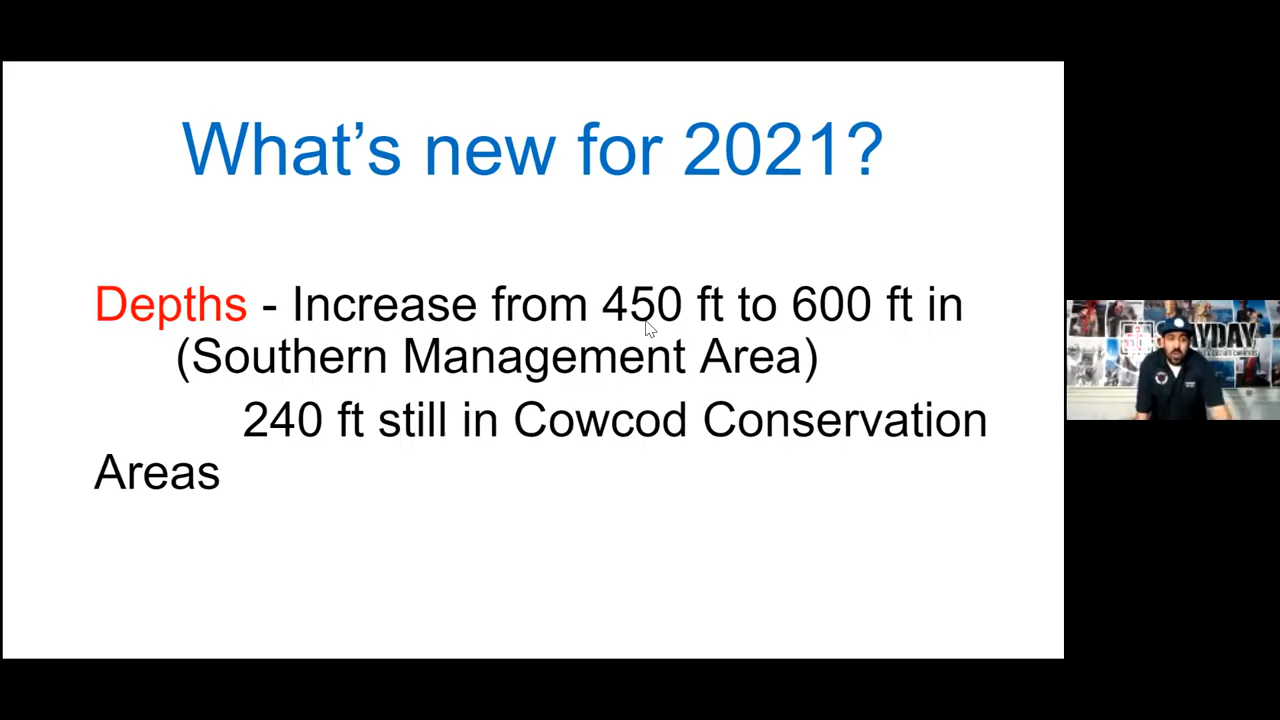 What's new for 2021?
Depths - Increase from 450 ft to 600 ft in
(Southern Management Area)
240 ft still in Cowcod Conservation
Areas